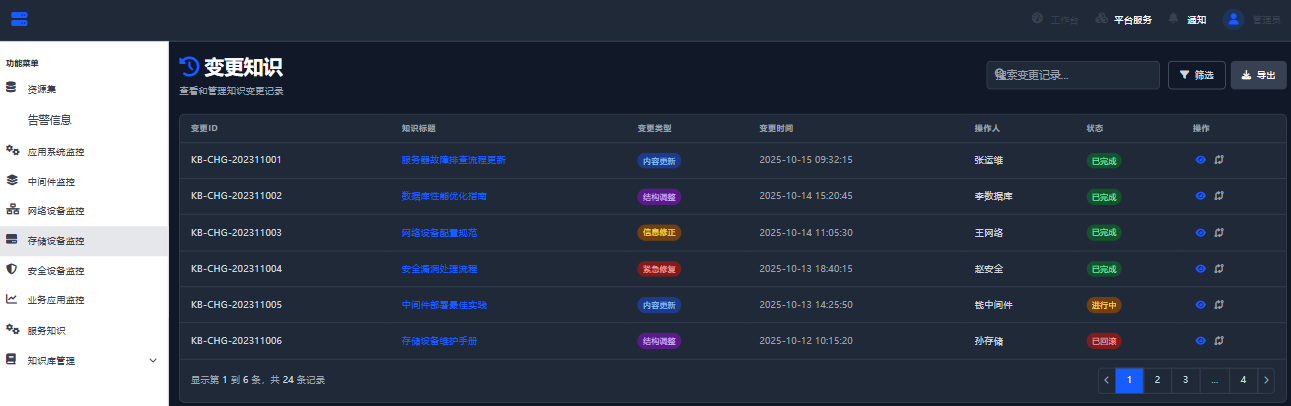 工作台 平台服务 通知 管理员
功能菜单
资源集
告警信息
应用系统监控
中间件监控
网络设备监控
存储设备监控
安全设备监控
业务应用监控
服务知识
知识库管理
变更知识
查看和管理知识变更记录
搜索变更记录... 筛选 导出
变更ID 知识标题 变更类型 变更时间 操作人 状态 操作
KB-CHG-202311001 服务器故障排查流程更新 内容更新 2025-10-15 09:32:15 张运维 已完成
KB-CHG-202311002 数据库性能优化指南 结构调整 2025-10-14 15:20:45 李数据库 已完成
KB-CHG-202311003 网络设备配置规范 信息修正 2025-10-14 11:05:30 王网络 已完成
KB-CHG-202311004 安全漏洞处理流程 紧急修复 2025-10-13 18:40:15 赵安全 已完成
KB-CHG-202311005 中间件部署最佳实践 内容更新 2025-10-13 14:25:50 钱中间件 进行中
KB-CHG-202311006 存储设备维护手册 结构调整 2025-10-12 10:15:20 孙存储 已回滚
显示第 1 到 6 条，共 24 条记录
1 2 3 ... 4